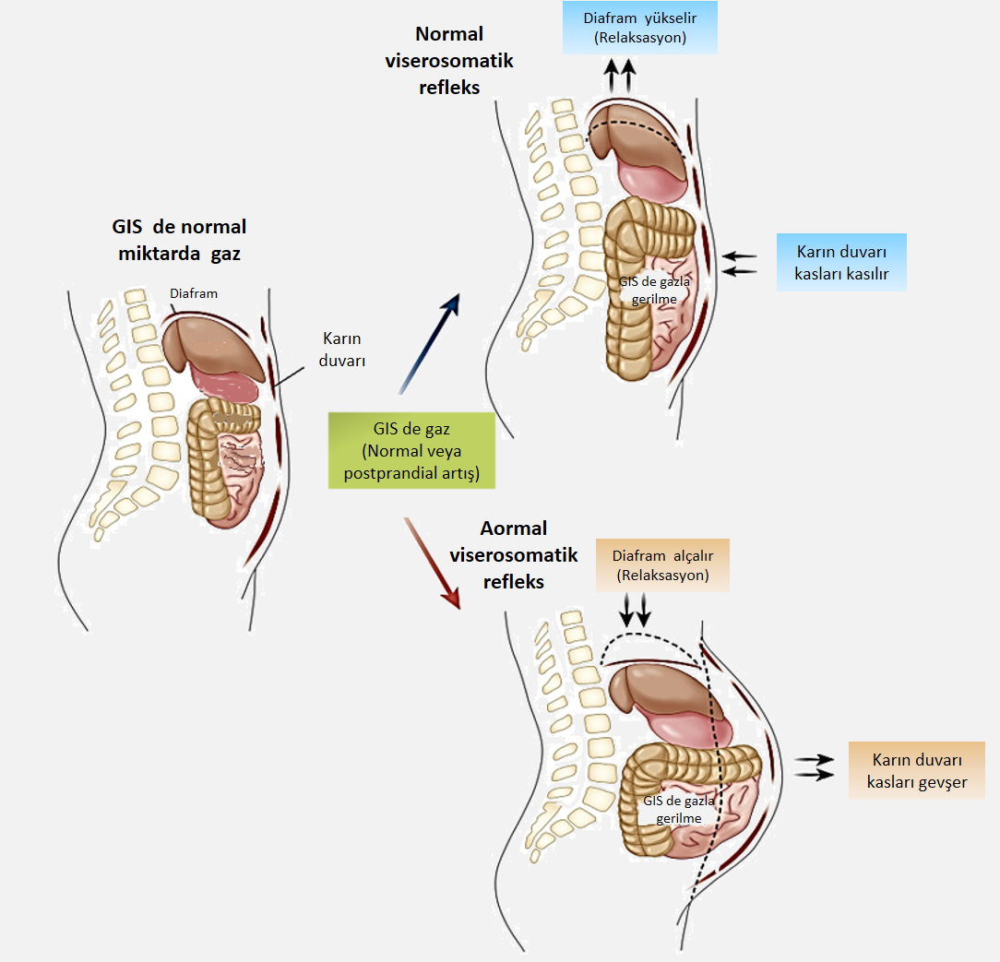 Normal
viserosomatik
refleks
Diafram yükselir
(Relaksasyon)
GIS de normal
miktarda gaz
Diafram
Karın
duvarı
Karın duvarı
kasları kasılır
GIS de gazla
gerilme
GIS de gaz
(Normal veya
postprandial artış)
Aormal
viserosomatik
refleks
Diafram alçalır
(Relaksasyon)
Karın duvarı
kasları gevşer
GIS de gazla
gerilme